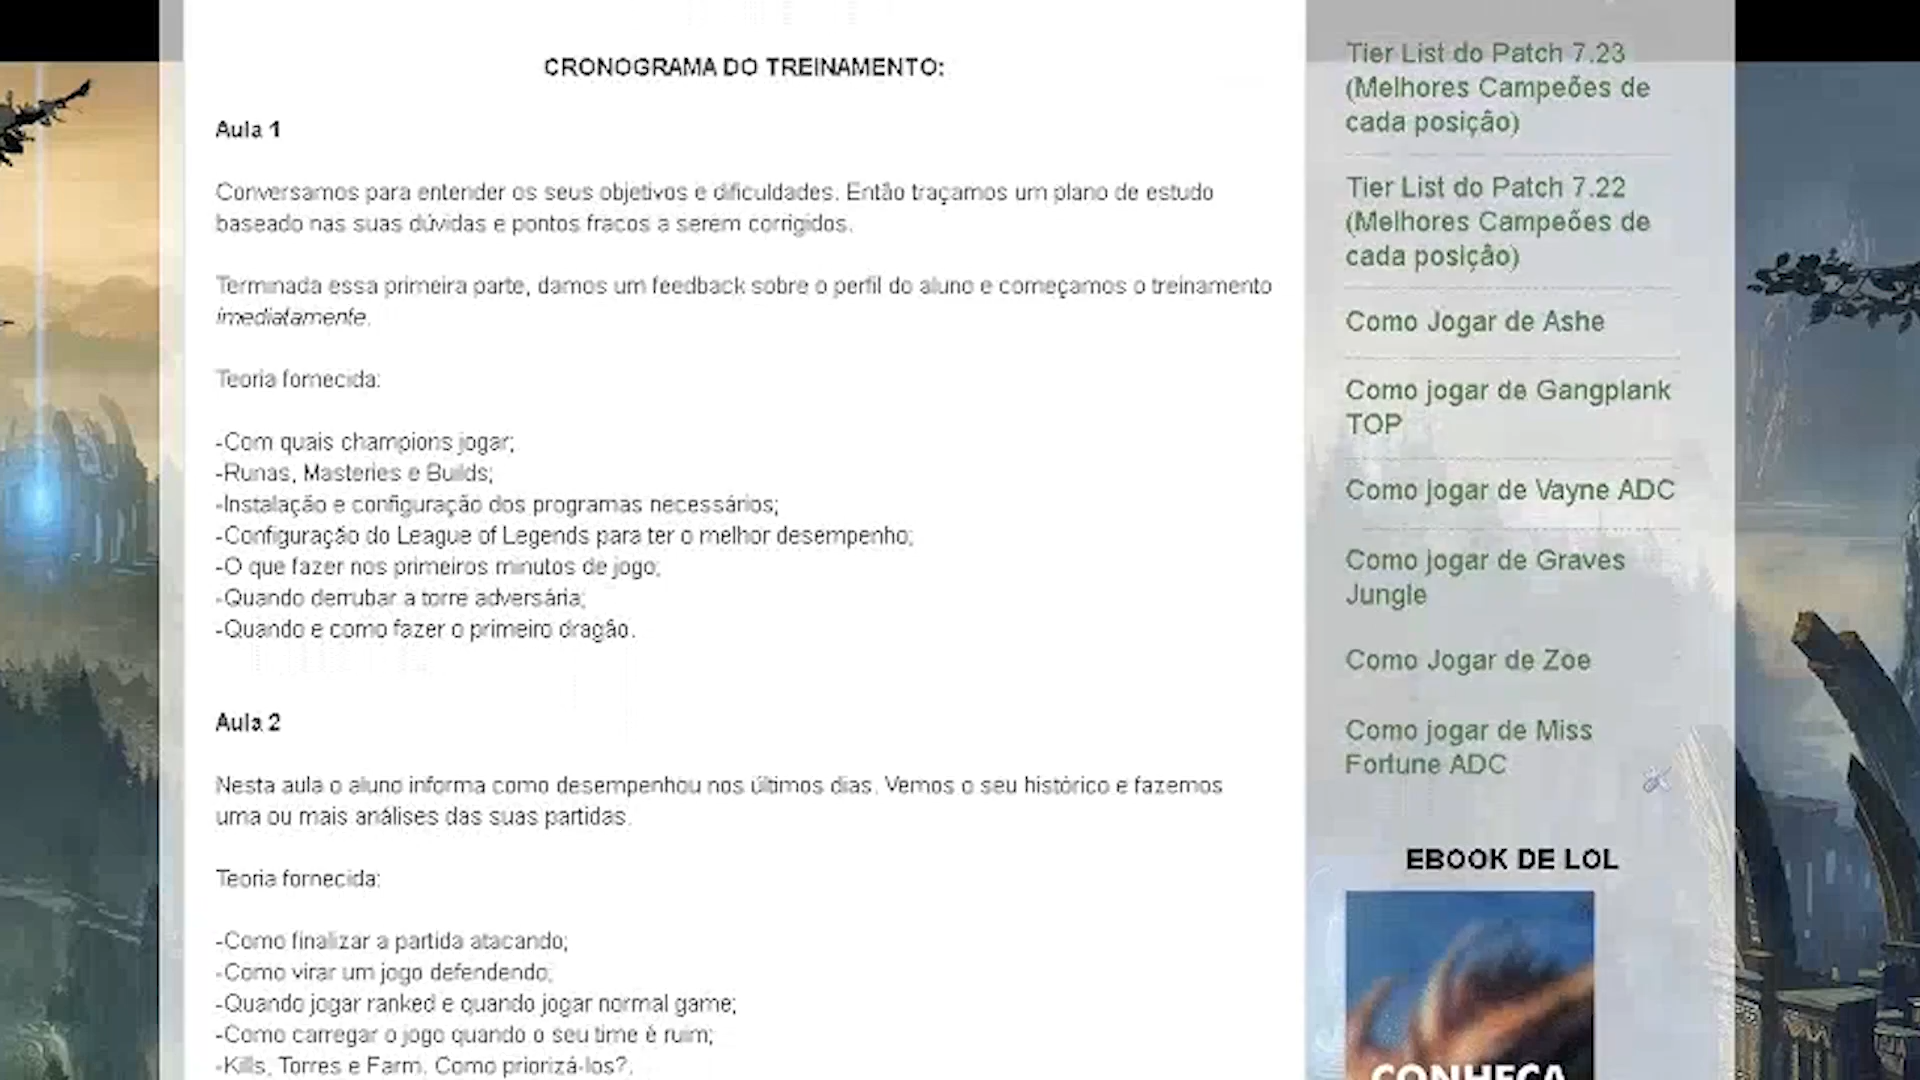 CRONOGRAMA DO TREINAMENTO:
Aula 1
Conversamos para entender os seus objetivos e dificuldades. Então traçamos um plano de estudo
baseado nas suas dúvidas e pontos fracos a serem corrigidos.
Terminada essa primeira parte, damos um feedback sobre o perfil do aluno e começamos o treinamento
imediatamente.
Teoria fornecida:
-Com quais champions jogar;
-Runas, Masteries e Builds;
-Instalação e configuração dos programas necessários;
-Configuração do League of Legends para ter o melhor desempenho;
-O que fazer nos primeiros minutos de jogo;
-Quando derrubar a torre adversária;
-Quando e como fazer o primeiro dragão.
Aula 2
Nesta aula o aluno informa como desempenhou nos últimos dias. Vemos o seu histórico e fazemos
uma ou mais análises das suas partidas.
Teoria fornecida:
-Como finalizar a partida atacando;
-Como virar um jogo defendendo;
-Quando jogar ranked e quando jogar normal game;
-Como carregar o jogo quando o seu time é ruim;
-Kills, Torres e Farm. Como priorizá-los?.
Tier List do Patch 7.23
(Melhores Campeões de
cada posição)
Tier List do Patch 7.22
(Melhores Campeões de
cada posição)
Como Jogar de Ashe
Como jogar de Gangplank
TOP
Como jogar de Vayne ADC
Como jogar de Graves
Jungle
Como Jogar de Zoe
Como jogar de Miss
Fortune ADC
EBOOK DE LOL
CONHEÇA